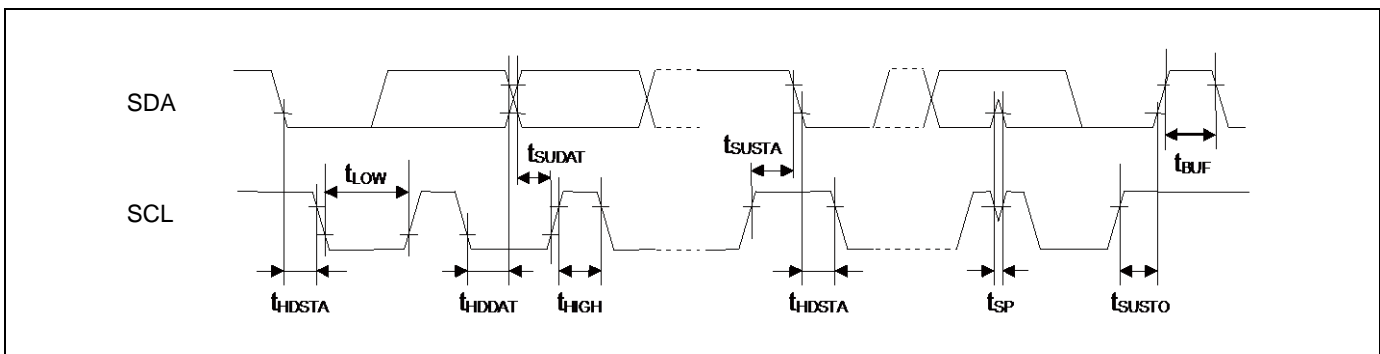 SDA
tSUDAT
tSUSTA
tBUF
tLOW
SCL
tHDSTA
tHDDAT
tHIGH
tHDSTA
tSP
tSUSTO